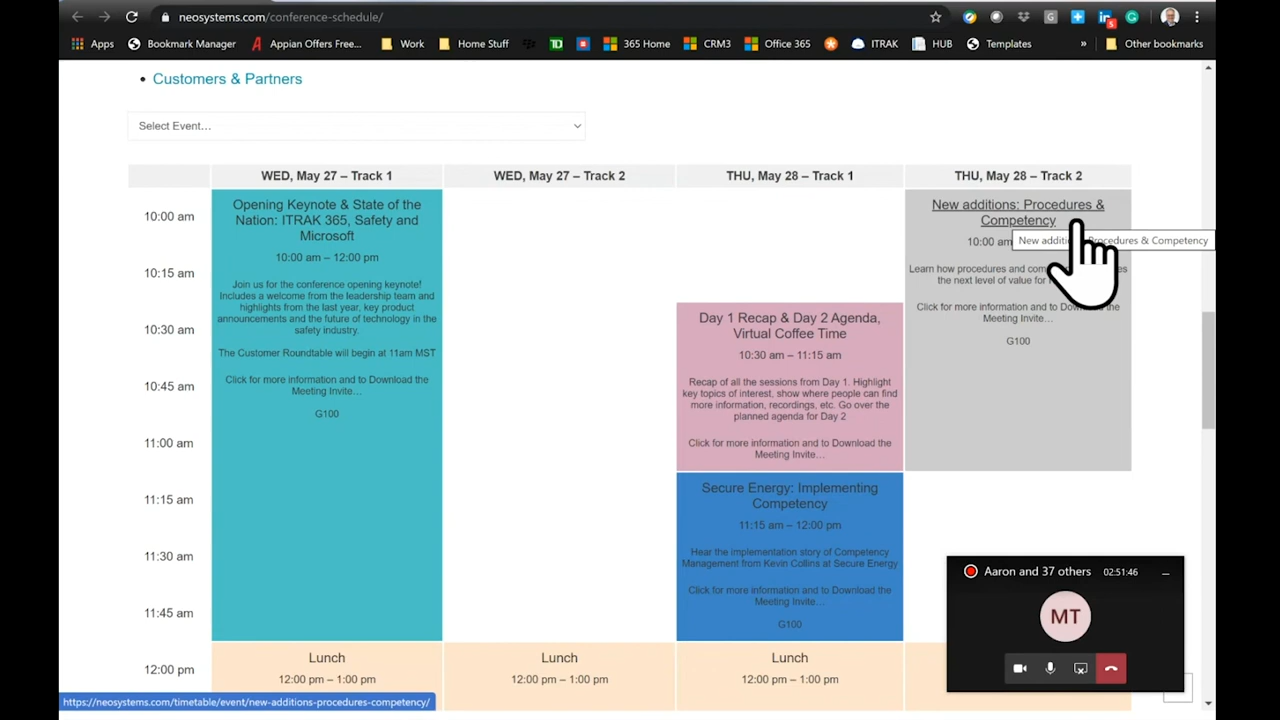 neosystems.com/conference-schedule/
Apps Bookmark Manager Appian Offers Free... Work Home Stuff 365 Home CRM3 Office 365 ITRAK HUB Templates » Other bookmarks
Customers & Partners
Select Event...
WED, May 27 – Track 1 WED, May 27 – Track 2 THU, May 28 – Track 1 THU, May 28 – Track 2
10:00 am
10:15 am
10:30 am
10:45 am
11:00 am
11:15 am
11:30 am
11:45 am
12:00 pm
Opening Keynote & State of the
Nation: ITRAK 365, Safety and
Microsoft
10:00 am – 12:00 pm
Join us for the conference opening keynote!
Includes a welcome from the leadership team and
highlights from the last year, key product
announcements and the future of technology in the
safety industry.
The Customer Roundtable will begin at 11am MST
Click for more information and to Download the
Meeting Invite...
G100
Lunch
12:00 pm – 1:00 pm
Lunch
12:00 pm – 1:00 pm
Day 1 Recap & Day 2 Agenda,
Virtual Coffee Time
10:30 am – 11:15 am
Recap of all the sessions from Day 1. Highlight
key topics of interest, show where people can find
more information, recordings, etc. Go over the
planned agenda for Day 2
Click for more information and to Download the
Meeting Invite...
Secure Energy: Implementing
Competency
11:15 am – 12:00 pm
Hear the implementation story of Competency
Management from Kevin Collins at Secure Energy
Click for more information and to Download the
Meeting Invite...
G100
Lunch
12:00 pm – 1:00 pm
New additions: Procedures &
Competency
10:00 am
New additi Procedures & Competency
Learn how procedures and com es
the next level of value for
Click for more information and to Do the
Meeting Invite...
G100
Aaron and 37 others 02:51:46
MT
https://neosystems.com/timetable/event/new-additions-procedures-competency/